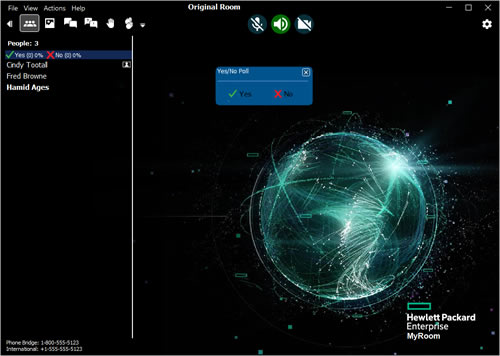 File View Actions Help
Original Room
People: 3
Yes (0) 0% No (0) 0%
Cindy Tootall
Fred Browne
Hamid Ages
Yes/No Poll
Yes No
Hewlett Packard
Enterprise
MyRoom
Phone Bridge: 1-800-555-5123
International: +1-555-555-5123